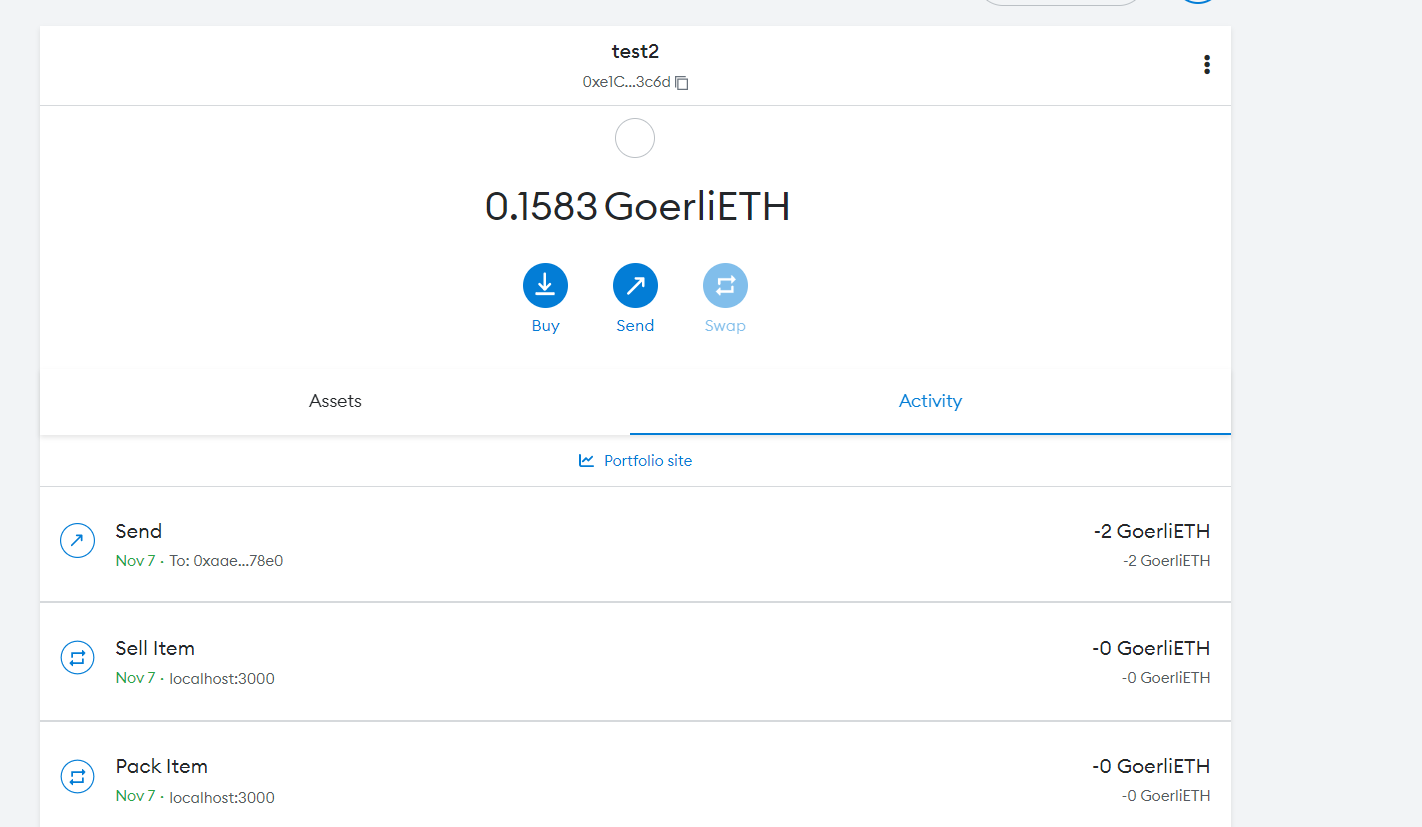 test2
0xe1C...3c6d
0.1583 GoerliETH
Buy Send Swap
Assets Activity
Portfolio site
Send -2 GoerliETH
Nov 7 · To: 0xaae...78e0 -2 GoerliETH
Sell Item -0 GoerliETH
Nov 7 · localhost:3000 -0 GoerliETH
Pack Item -0 GoerliETH
Nov 7 · localhost:3000 -0 GoerliETH